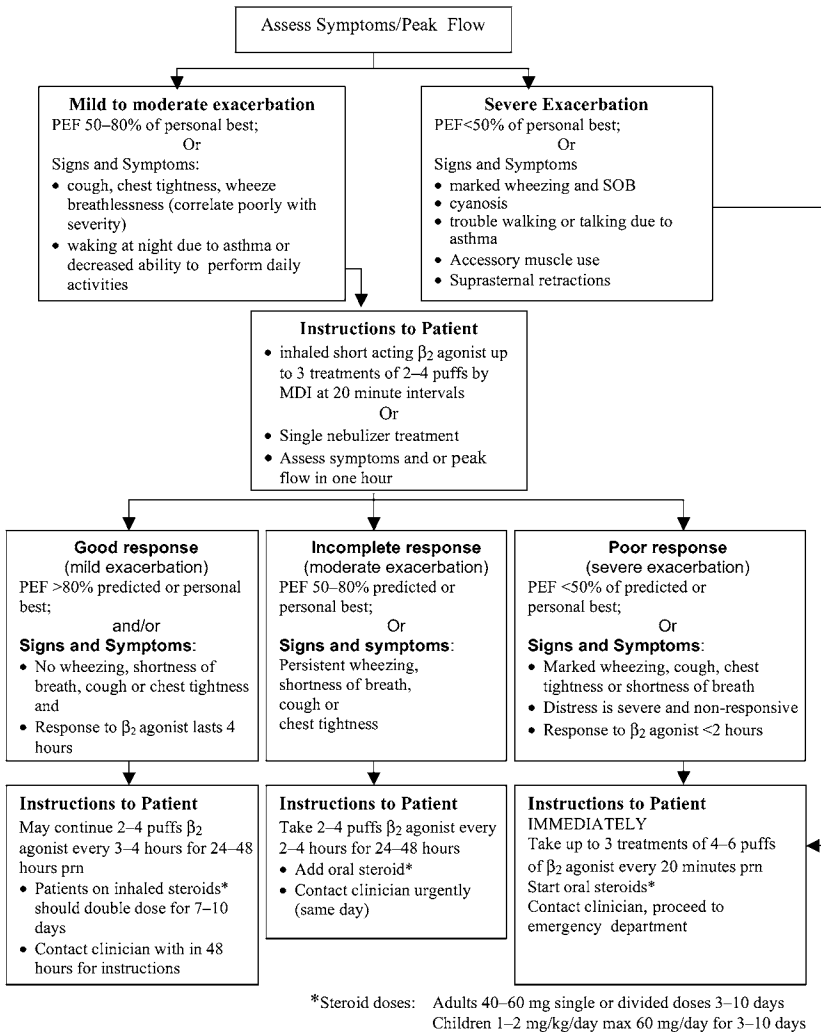 Assess Symptoms/Peak Flow
Mild to moderate exacerbation
PEF 50–80% of personal best;
Or
Signs and Symptoms:
• cough, chest tightness, wheeze
breathlessness (correlate poorly with
severity)
• waking at night due to asthma or
decreased ability to perform daily
activities
Severe Exacerbation
PEF<50% of personal best;
Or
Signs and Symptoms
• marked wheezing and SOB
• cyanosis
• trouble walking or talking due to
asthma
• Accessory muscle use
• Suprasternal retractions
Instructions to Patient
• inhaled short acting β₂ agonist up
to 3 treatments of 2–4 puffs by
MDI at 20 minute intervals
Or
• Single nebulizer treatment
• Assess symptoms and or peak
flow in one hour
Good response
(mild exacerbation)
PEF >80% predicted or personal
best;
and/or
Signs and Symptoms:
• No wheezing, shortness of
breath, cough or chest tightness
and
• Response to β₂ agonist lasts 4
hours
Incomplete response
(moderate exacerbation)
PEF 50–80% predicted or
personal best;
Or
Signs and symptoms:
Persistent wheezing,
shortness of breath,
cough or
chest tightness
Poor response
(severe exacerbation)
PEF <50% of predicted or
personal best;
Or
Signs and Symptoms:
• Marked wheezing, cough, chest
tightness or shortness of breath
• Distress is severe and non-responsive
• Response to β₂ agonist <2 hours
Instructions to Patient
May continue 2–4 puffs β₂
agonist every 3–4 hours for 24–48
hours prn
• Patients on inhaled steroids*
should double dose for 7–10
days
• Contact clinician with in 48
hours for instructions
Instructions to Patient
Take 2–4 puffs β₂ agonist every
2–4 hours for 24–48 hours
• Add oral steroid*
• Contact clinician urgently
(same day)
Instructions to Patient
IMMEDIATELY
Take up to 3 treatments of 4–6 puffs
of β₂ agonist every 20 minutes prn
Start oral steroids*
Contact clinician, proceed to
emergency department
*Steroid doses: Adults 40–60 mg single or divided doses 3–10 days
Children 1–2 mg/kg/day max 60 mg/day for 3–10 days